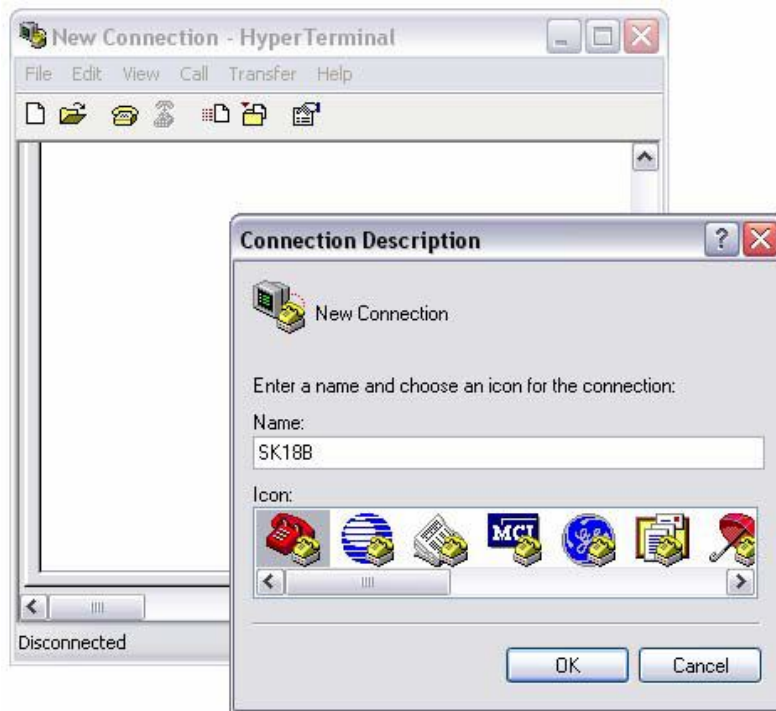 New Connection - HyperTerminal
File Edit View Call Transfer Help
Connection Description
New Connection
Enter a name and choose an icon for the connection:
Name:
SK18B
Icon:
MCI
Disconnected
OK Cancel